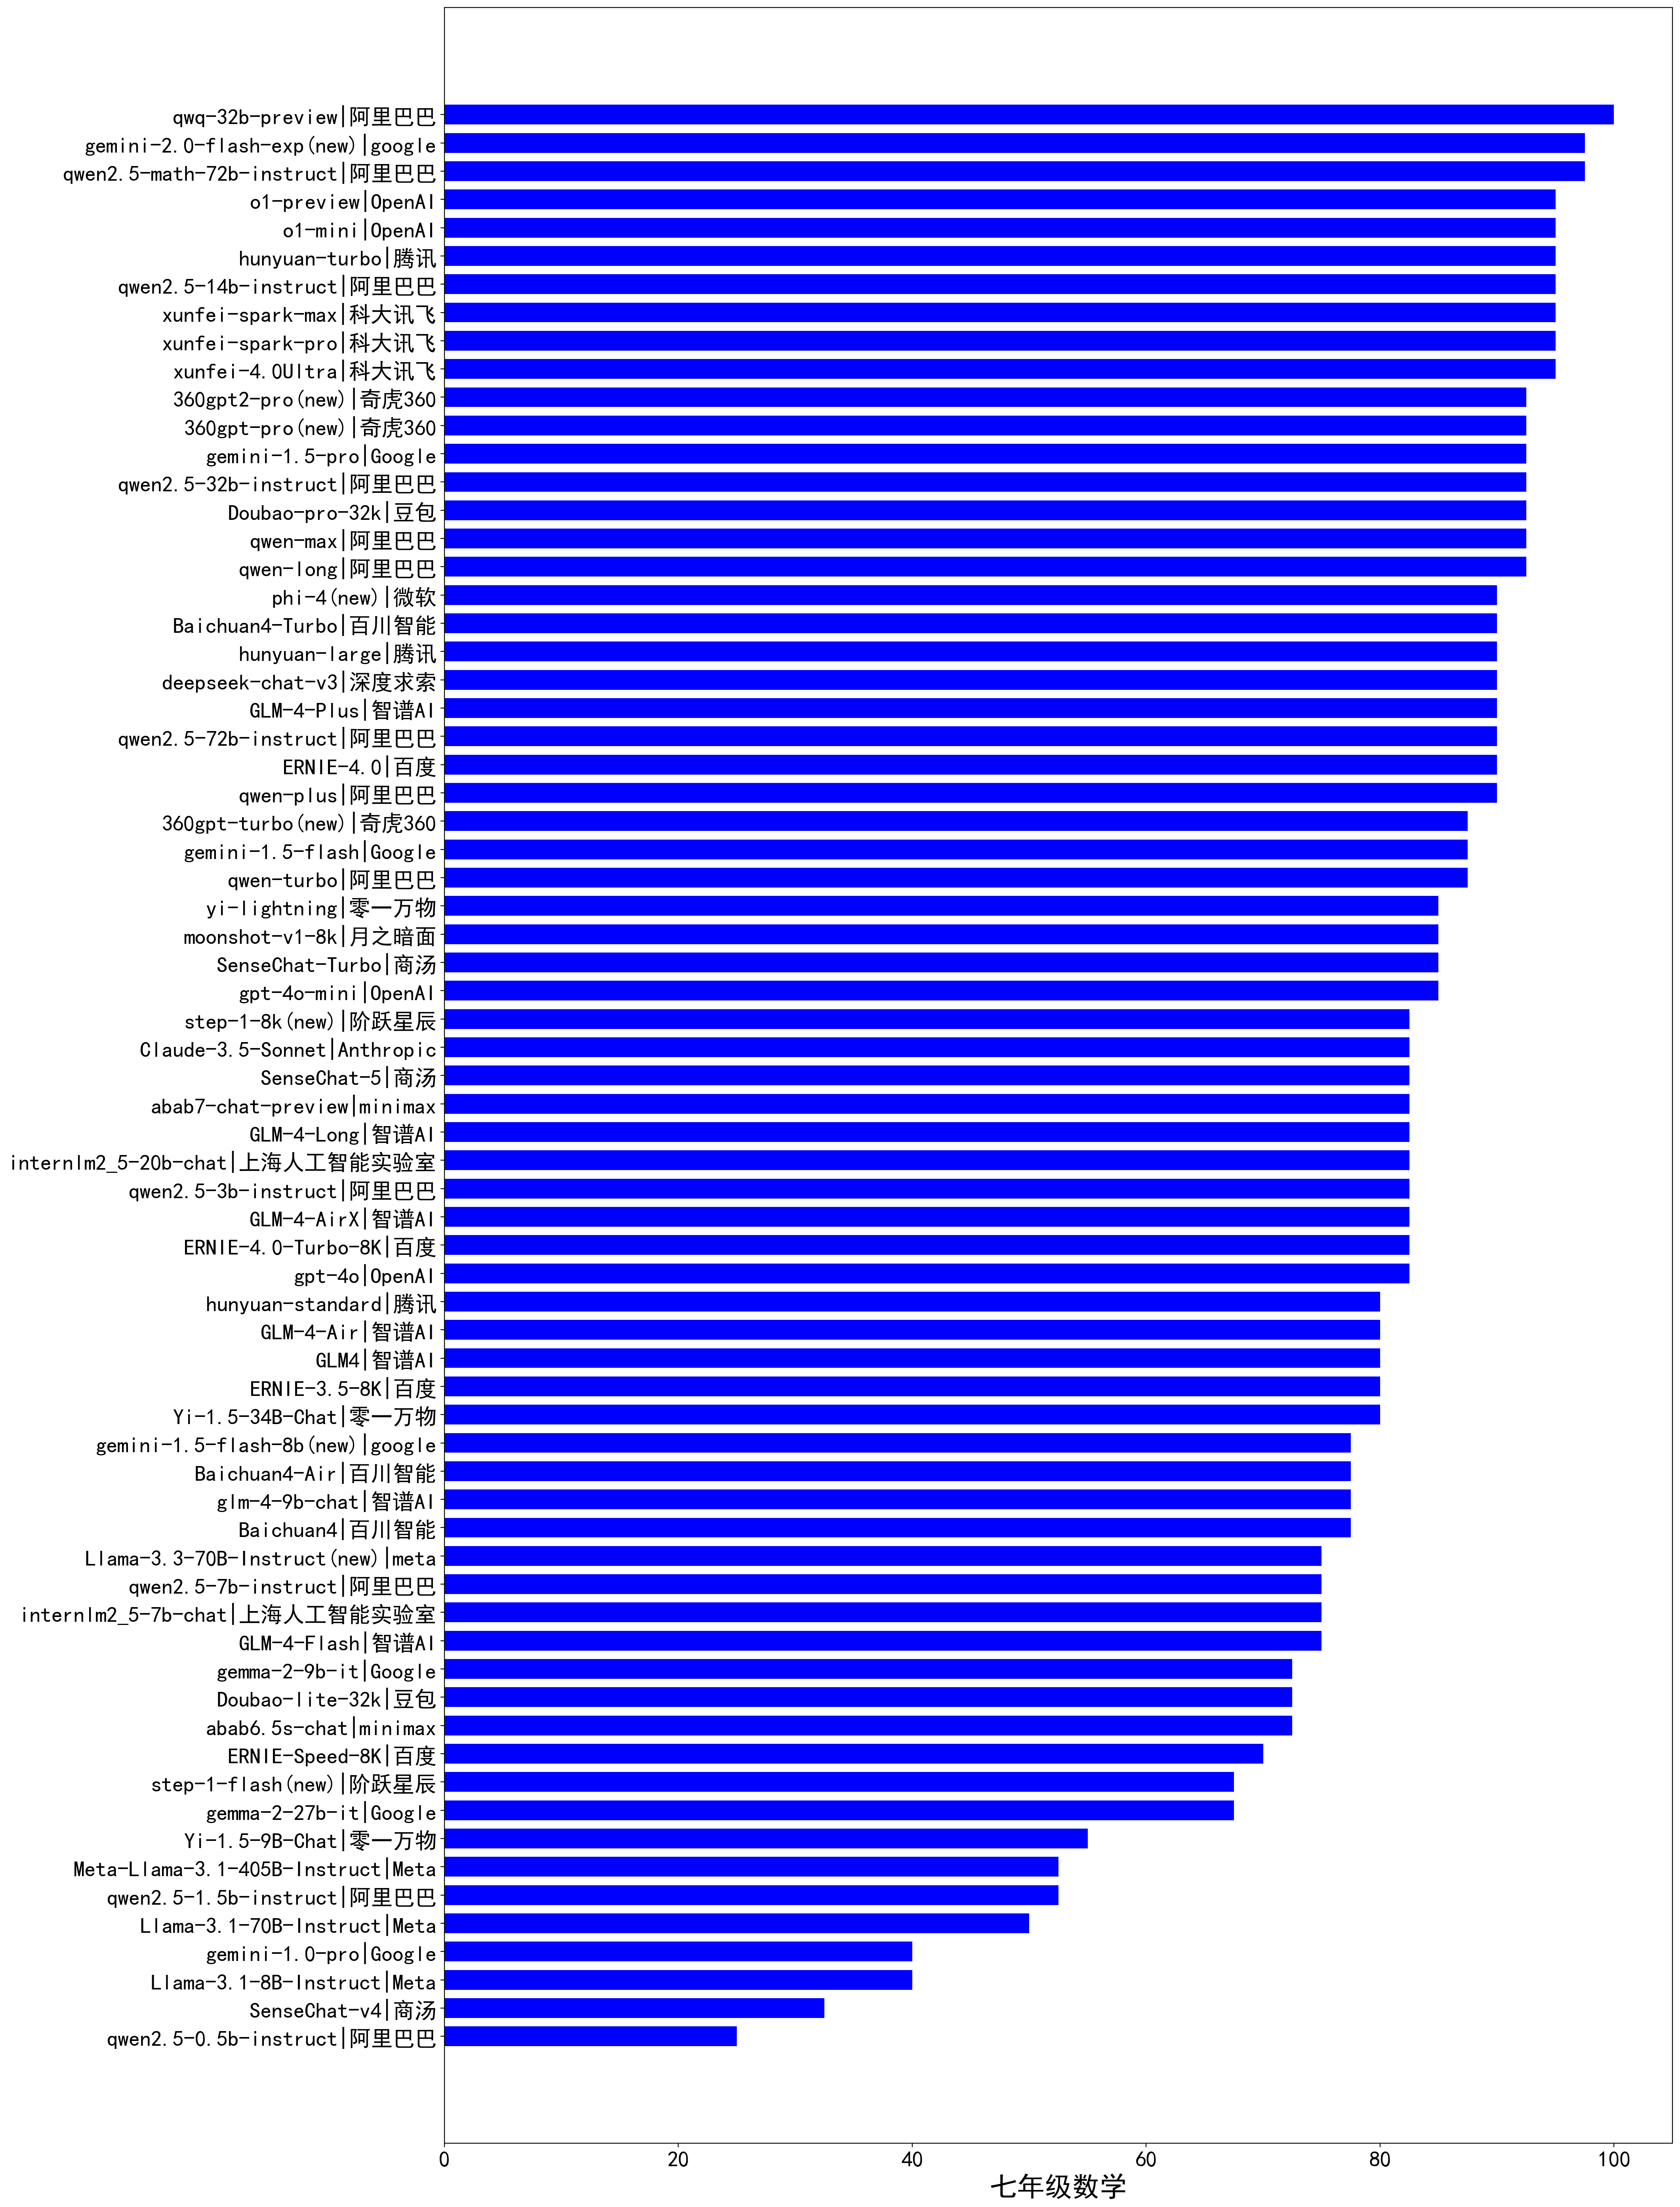 qwq-32b-preview|阿里巴巴
gemini-2.0-flash-exp(new)|google
qwen2.5-math-72b-instruct|阿里巴巴
o1-preview|OpenAI
o1-mini|OpenAI
hunyuan-turbo|腾讯
qwen2.5-14b-instruct|阿里巴巴
xunfei-spark-max|科大讯飞
xunfei-spark-pro|科大讯飞
xunfei-4.0Ultra|科大讯飞
360gpt2-pro(new)|奇虎360
360gpt-pro(new)|奇虎360
gemini-1.5-pro|Google
qwen2.5-32b-instruct|阿里巴巴
Doubao-pro-32k|豆包
qwen-max|阿里巴巴
qwen-long|阿里巴巴
phi-4(new)|微软
Baichuan4-Turbo|百川智能
hunyuan-large|腾讯
deepseek-chat-v3|深度求索
GLM-4-Plus|智谱AI
qwen2.5-72b-instruct|阿里巴巴
ERNIE-4.0|百度
qwen-plus|阿里巴巴
360gpt-turbo(new)|奇虎360
gemini-1.5-flash|Google
qwen-turbo|阿里巴巴
yi-lightning|零一万物
moonshot-v1-8k|月之暗面
SenseChat-Turbo|商汤
gpt-4o-mini|OpenAI
step-1-8k(new)|阶跃星辰
Claude-3.5-Sonnet|Anthropic
SenseChat-5|商汤
abab7-chat-preview|minimax
GLM-4-Long|智谱AI
internlm2_5-20b-chat|上海人工智能实验室
qwen2.5-3b-instruct|阿里巴巴
GLM-4-AirX|智谱AI
ERNIE-4.0-Turbo-8K|百度
gpt-4o|OpenAI
hunyuan-standard|腾讯
GLM-4-Air|智谱AI
GLM4|智谱AI
ERNIE-3.5-8K|百度
Yi-1.5-34B-Chat|零一万物
gemini-1.5-flash-8b(new)|google
Baichuan4-Air|百川智能
glm-4-9b-chat|智谱AI
Baichuan4|百川智能
Llama-3.3-70B-Instruct(new)|meta
qwen2.5-7b-instruct|阿里巴巴
internlm2_5-7b-chat|上海人工智能实验室
GLM-4-Flash|智谱AI
gemma-2-9b-it|Google
Doubao-lite-32k|豆包
abab6.5s-chat|minimax
ERNIE-Speed-8K|百度
step-1-flash(new)|阶跃星辰
gemma-2-27b-it|Google
Yi-1.5-9B-Chat|零一万物
Meta-Llama-3.1-405B-Instruct|Meta
qwen2.5-1.5b-instruct|阿里巴巴
Llama-3.1-70B-Instruct|Meta
gemini-1.0-pro|Google
Llama-3.1-8B-Instruct|Meta
SenseChat-v4|商汤
qwen2.5-0.5b-instruct|阿里巴巴
0 20 40 60 80 100
七年级数学